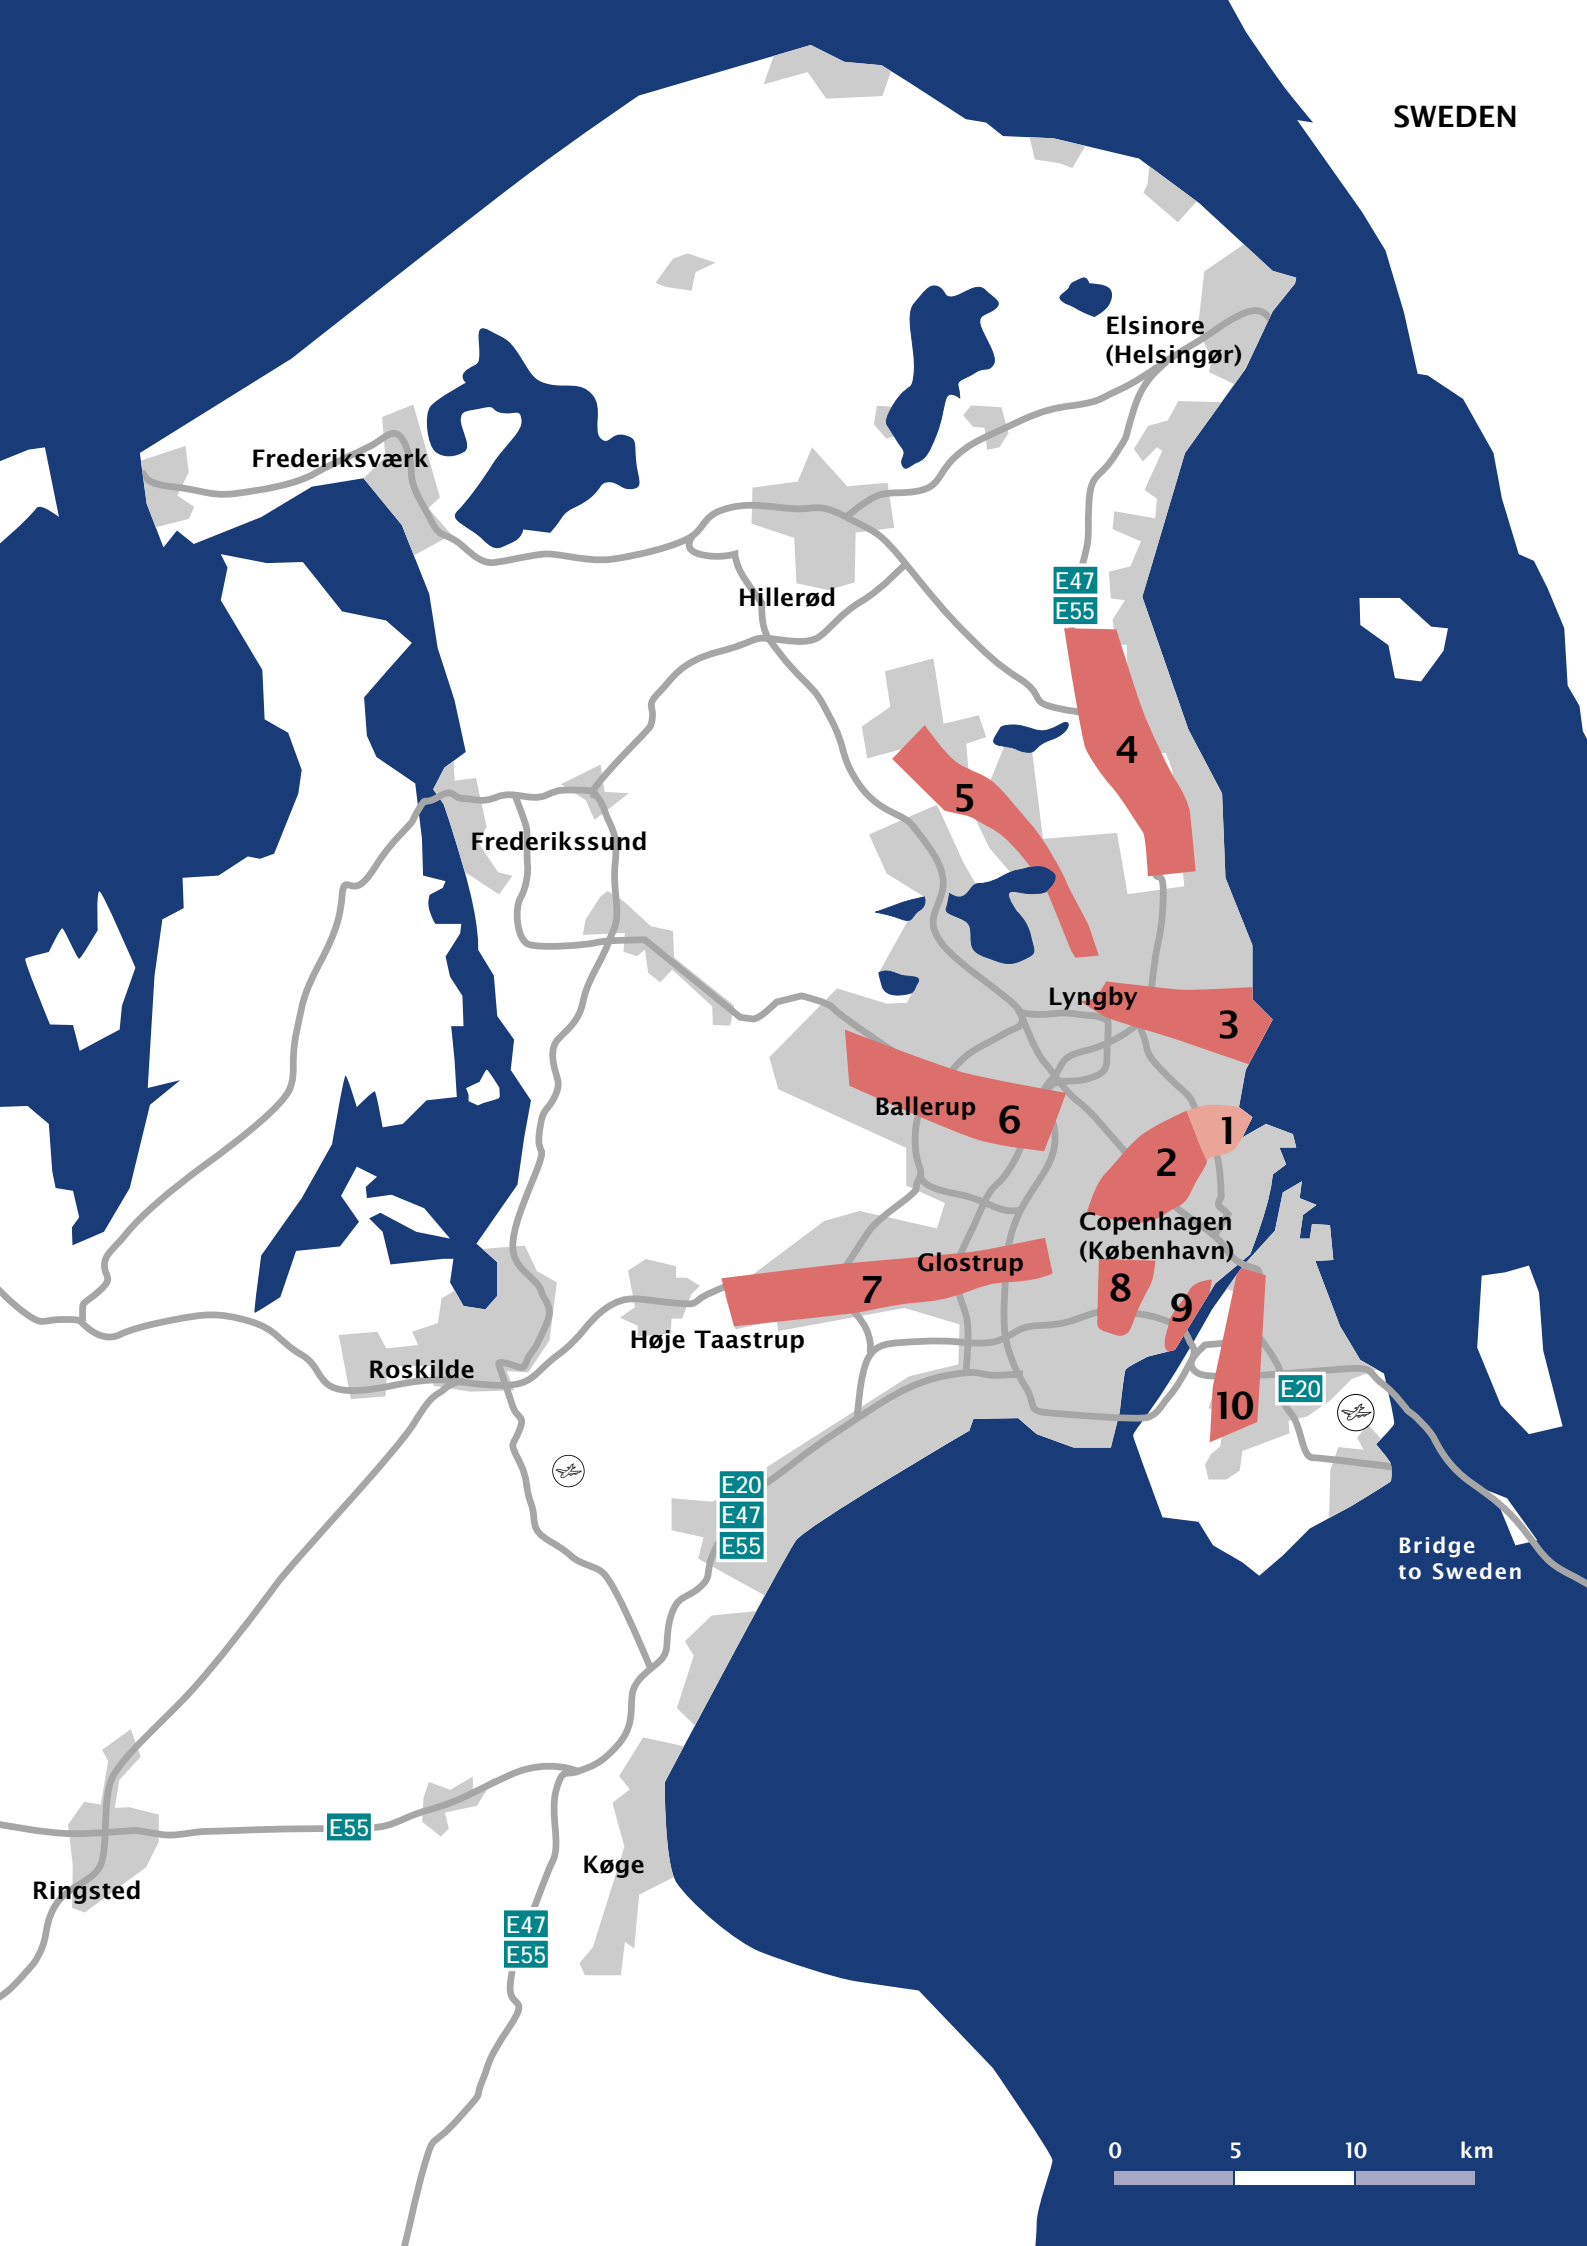 SWEDEN
Elsinore
(Helsingør)
Frederiksværk
E47
E55
Hillerød
4
5
Frederikssund
Lyngby
3
Ballerup
6
1
2
Copenhagen
(København)
Glostrup
7
8
9
Høje Taastrup
Roskilde
E20
10
E20
E47
E55
Bridge
to Sweden
E55
Køge
Ringsted
E47
E55
0 5 10 km